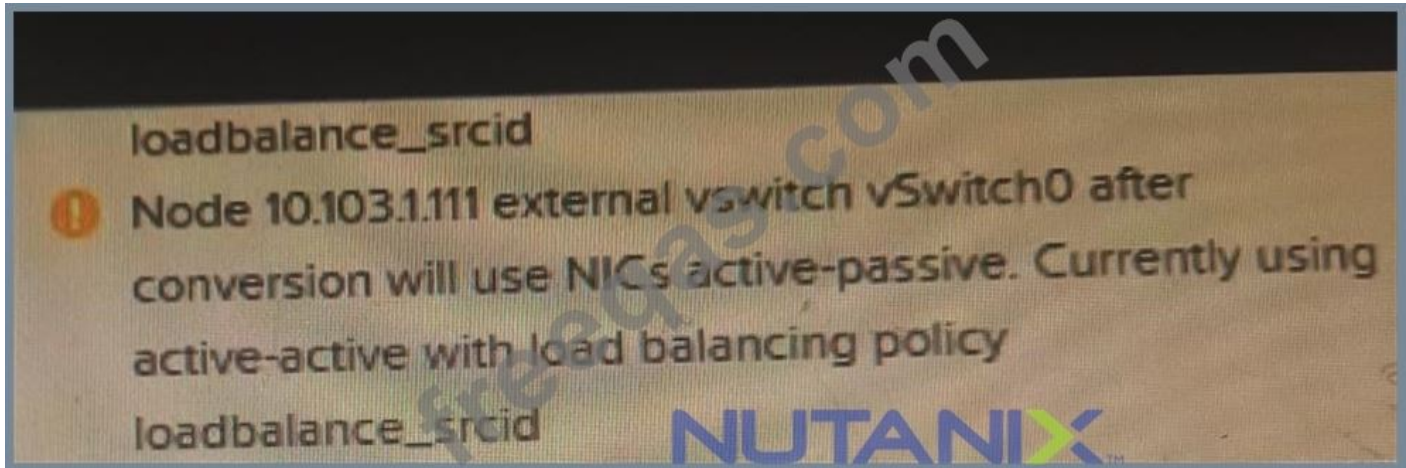 loadbalance_srcid
Node 10.103.1.111 external vswitch vSwitch0 after
conversion will use NICs active-passive. Currently using
active-active with load balancing policy
loadbalance_srcid
freeqas.com
NUTANIX
TM